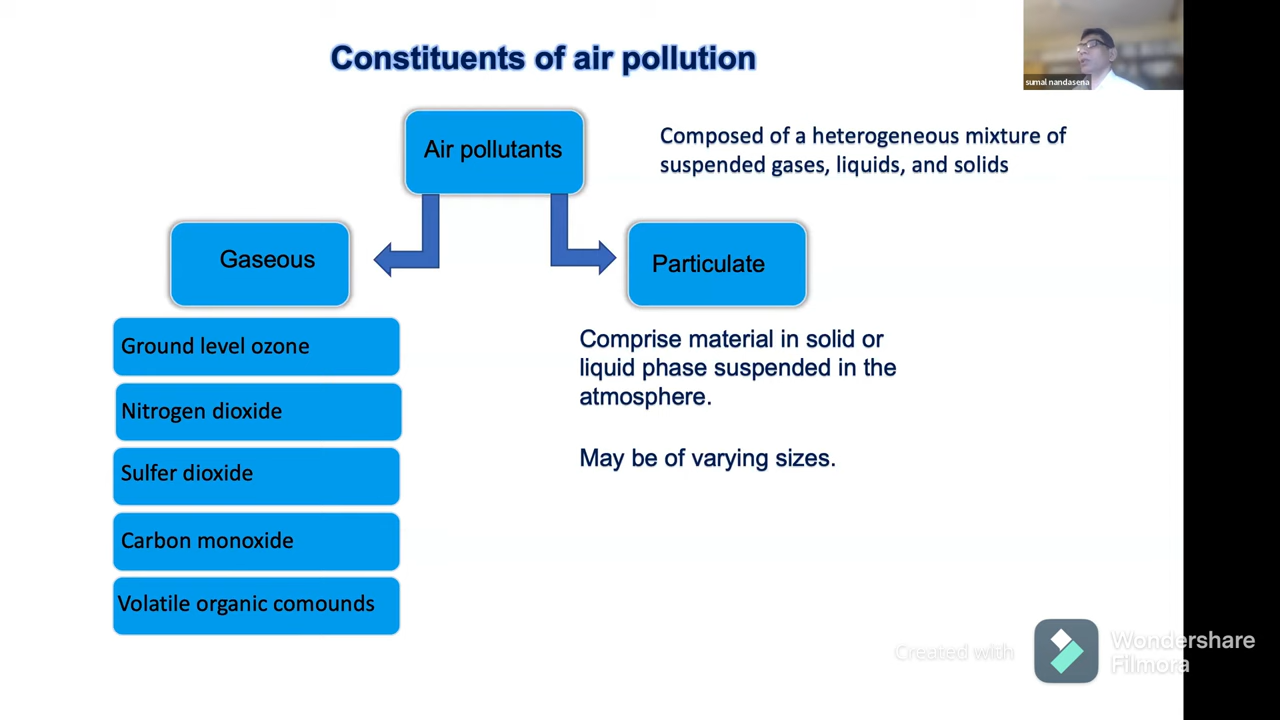 Constituents of air pollution
sumal nandasena
Air pollutants
Composed of a heterogeneous mixture of
suspended gases, liquids, and solids
Gaseous
Particulate
Ground level ozone
Nitrogen dioxide
Sulfer dioxide
Carbon monoxide
Volatile organic comounds
Comprise material in solid or
liquid phase suspended in the
atmosphere.
May be of varying sizes.
Created with
Wondershare
Filmora